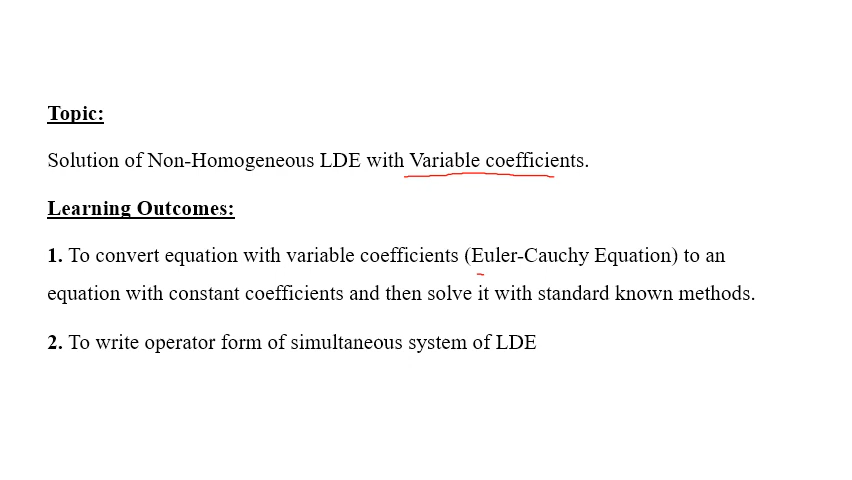 Topic:
Solution of Non-Homogeneous LDE with Variable coefficients.
Learning Outcomes:
1. To convert equation with variable coefficients (Euler-Cauchy Equation) to an
equation with constant coefficients and then solve it with standard known methods.
2. To write operator form of simultaneous system of LDE